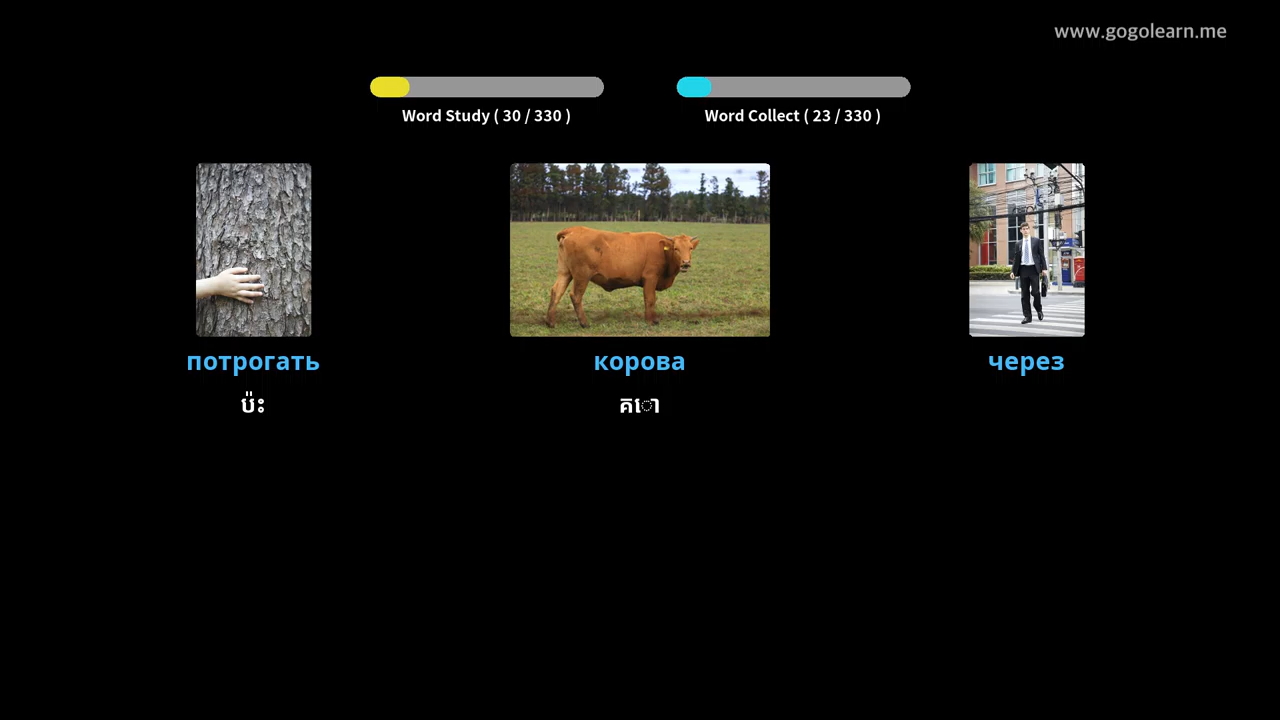 www.gogolearn.me
Word Study ( 30 / 330 )
Word Collect ( 23 / 330 )
потрогать
корова
через
ប៉ះ
គោ